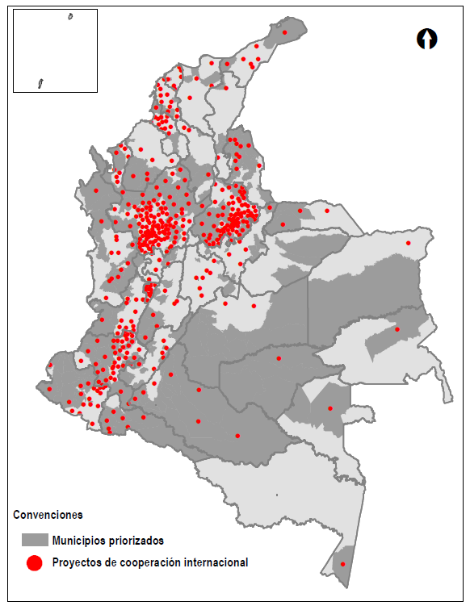 Convenciones
Municipios priorizados
Proyectos de cooperación internacional